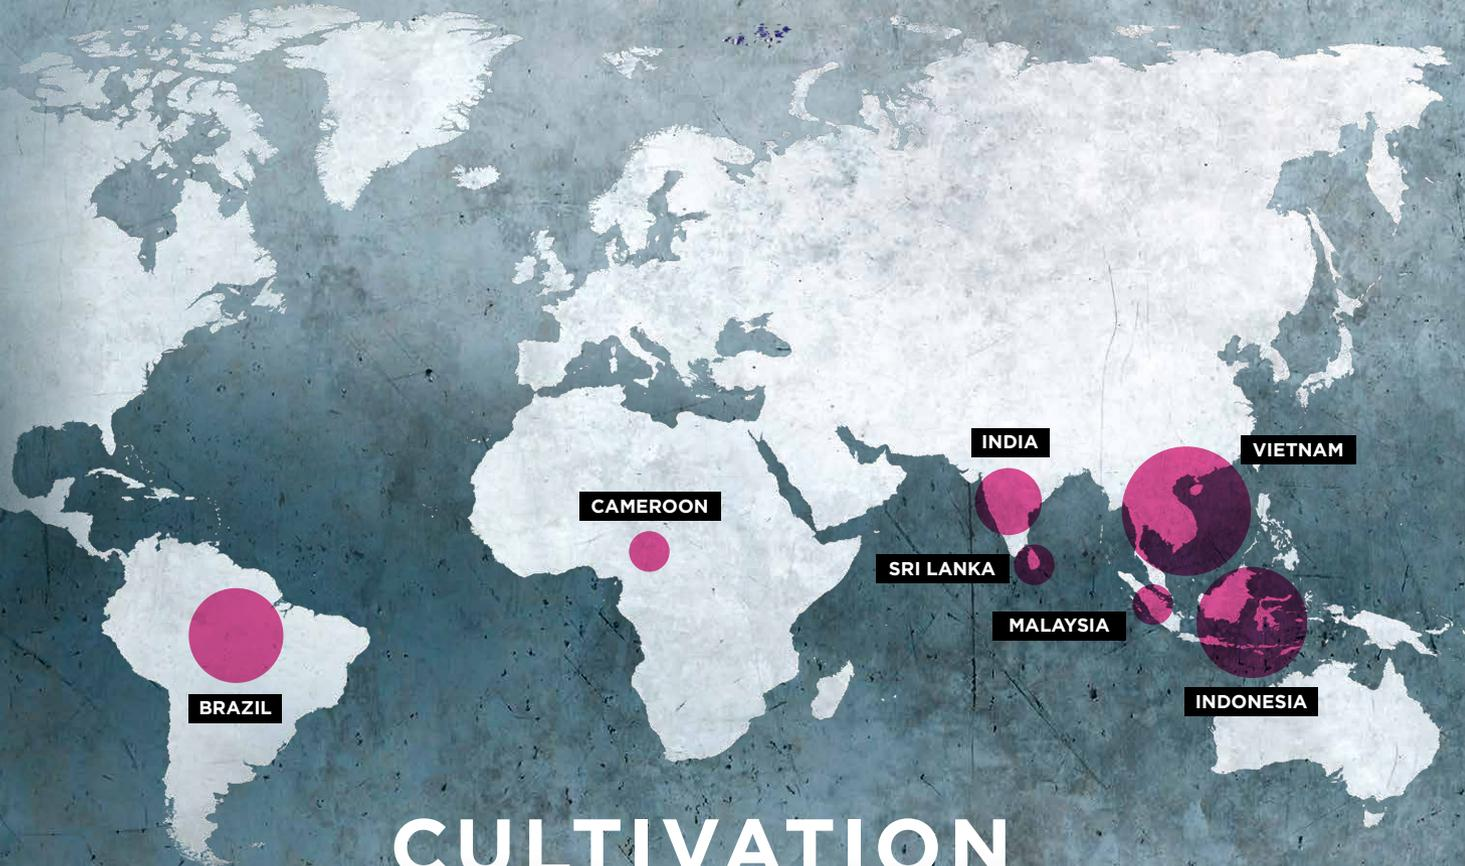 INDIA
VIETNAM
CAMEROON
SRI LANKA
MALAYSIA
INDONESIA
BRAZIL
CULTIVATION